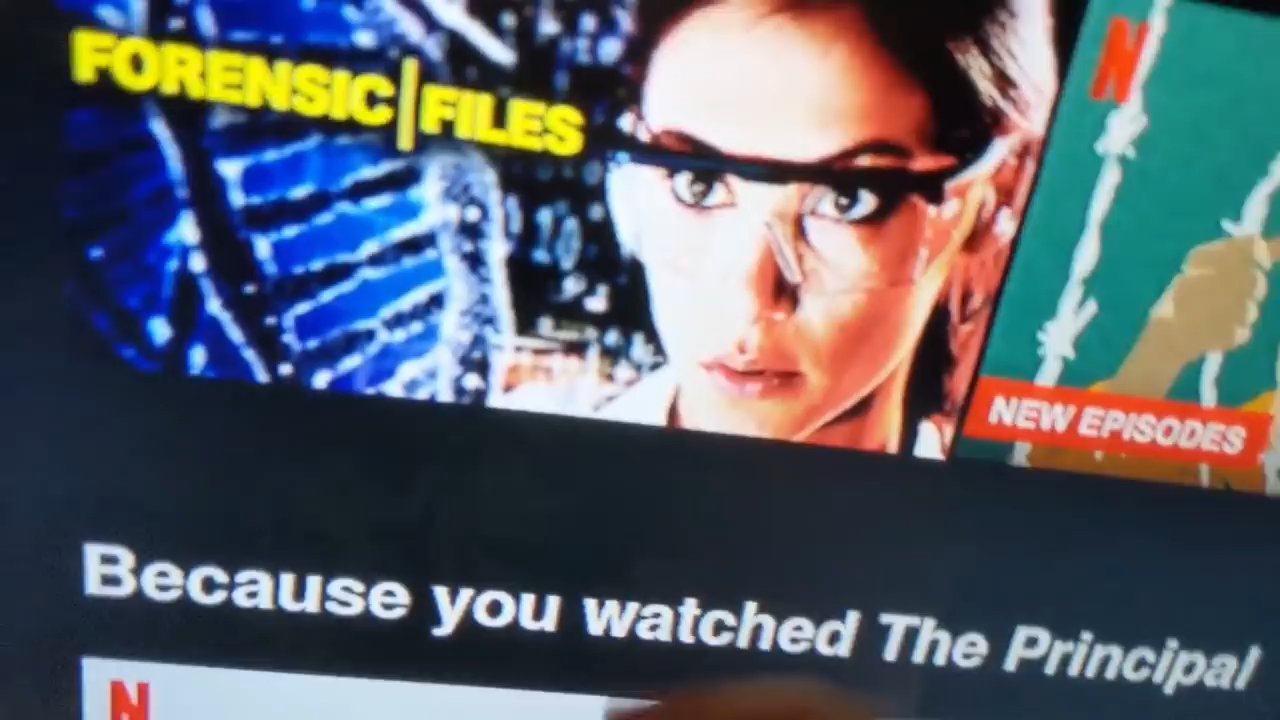 FORENSIC FILES
N
NEW EPISODES
Because you watched The Principal
N